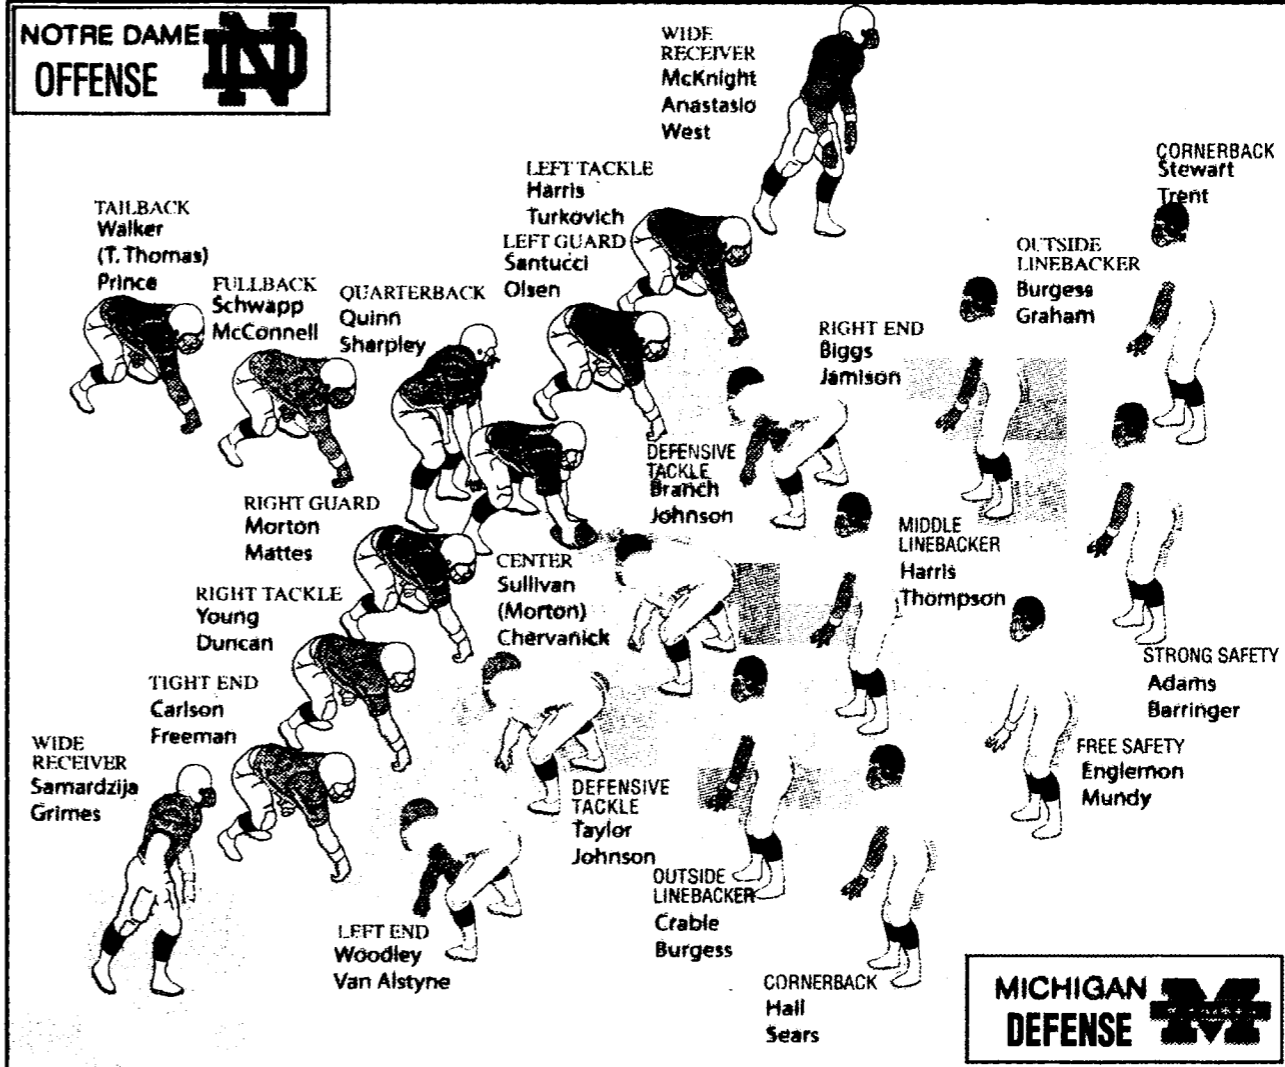 NOTRE DAME
OFFENSE
ND
WIDE
RECEIVER
McKnight
Anastasio
West
CORNERBACK
Stewart
Trent
LEFT TACKLE
Harris
Turkovich
TAILBACK
Walker
(T. Thomas)
Prince
LEFT GUARD
Santucci
Olsen
OUTSIDE
LINEBACKER
Burgess
Graham
FULLBACK
Schwapp
McConnell
QUARTERBACK
Quinn
Sharpley
RIGHT END
Biggs
Jamison
DEFENSIVE
TACKLE
Branch
Johnson
RIGHT GUARD
Morton
Mattes
MIDDLE
LINEBACKER
Harris
Thompson
CENTER
Sullivan
(Morton)
Chervanick
RIGHT TACKLE
Young
Duncan
STRONG SAFETY
Adams
Barringer
TIGHT END
Carlson
Freeman
WIDE
RECEIVER
Samardzija
Grimes
FREE SAFETY
Englemon
Mundy
DEFENSIVE
TACKLE
Taylor
Johnson
OUTSIDE
LINEBACKER
Crable
Burgess
LEFT END
Woodley
Van Alstyne
CORNERBACK
Hall
Sears
MICHIGAN
DEFENSE
M